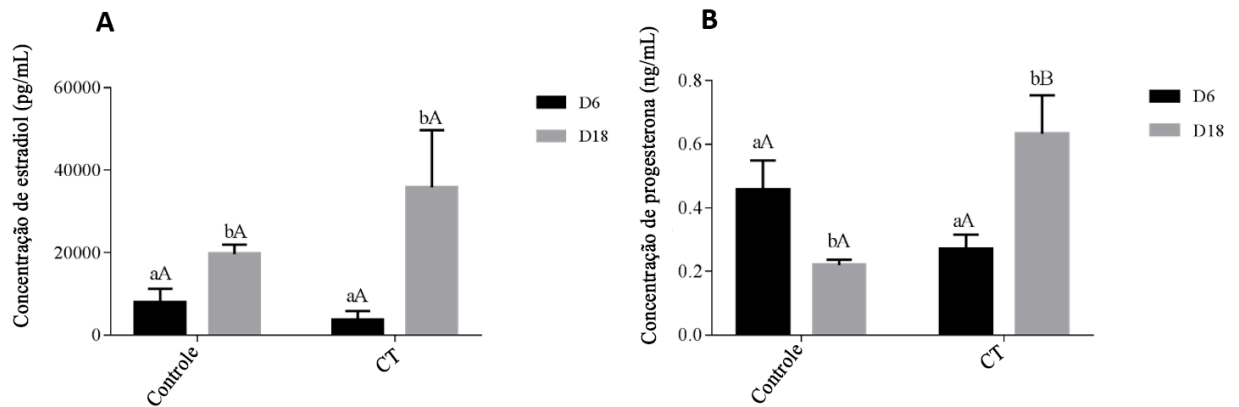 A
Concentração de estradiol (pg/mL)
60000
40000
20000
0
aA
bA
aA
bA
Controle
CT
D6
D18
B
Concentração de progesterona (ng/mL)
0.8
0.6
0.4
0.2
0.0
aA
bA
aA
bB
Controle
CT
D6
D18